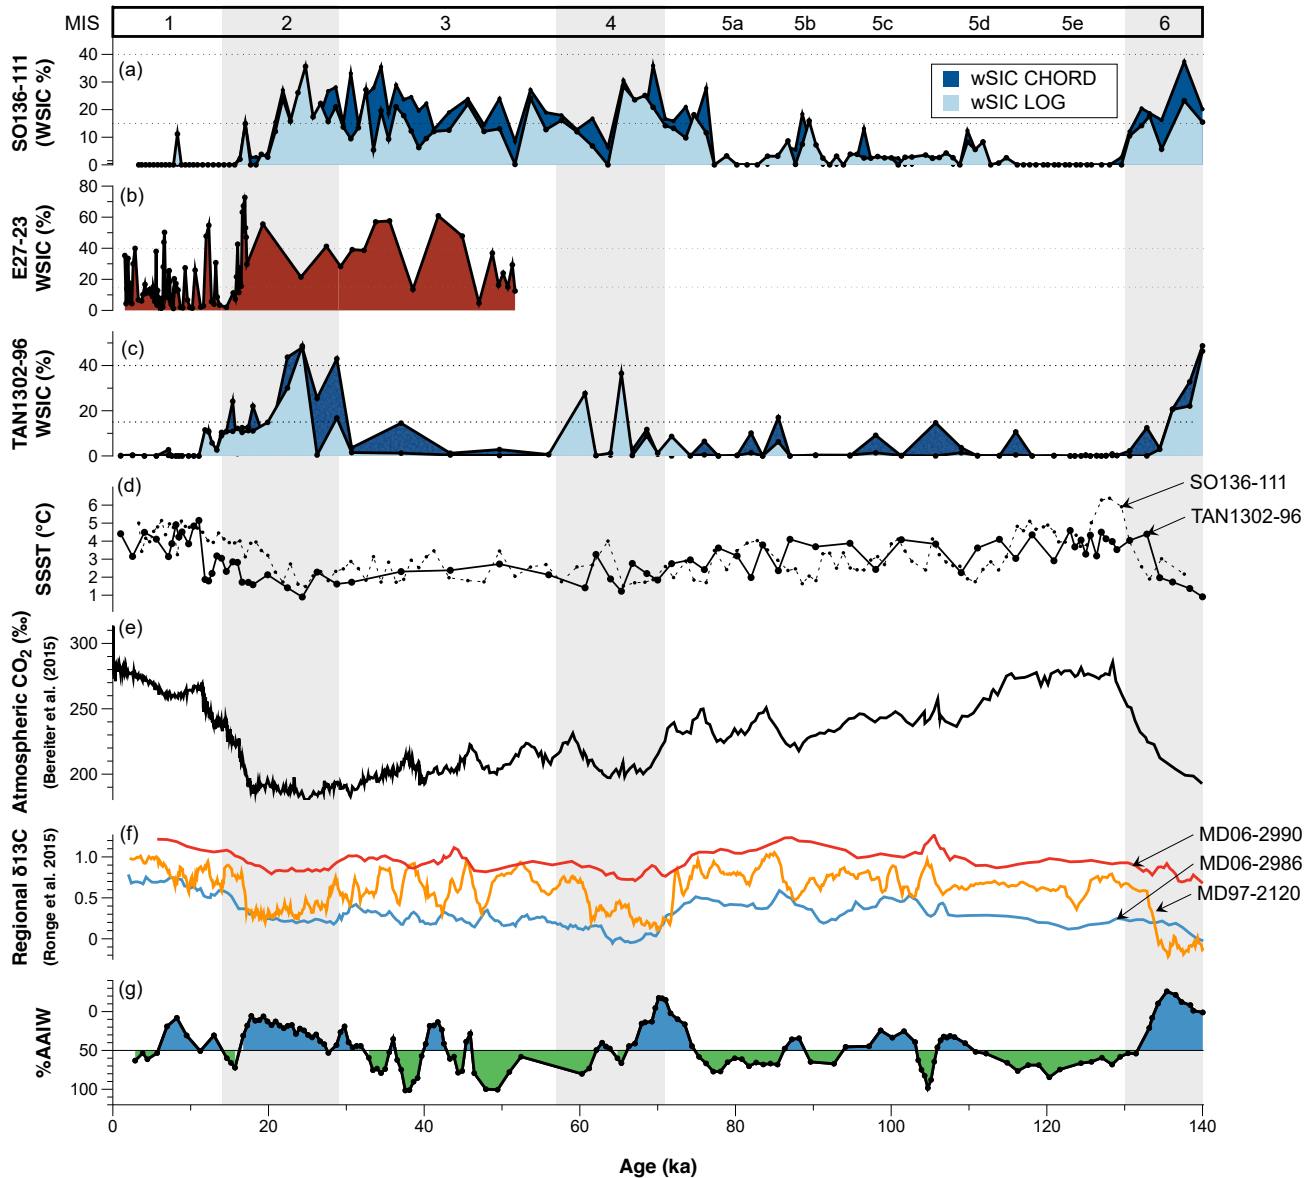 MIS 1 2 3 4 5a 5b 5c 5d 5e 6
SO136-111
(WSIC %)
40
30
20
10
0
(a)
wSIC CHORD
wSIC LOG
E27-23
WSIC (%)
80
60
40
20
0
(b)
TAN1302-96
WSIC (%)
40
20
0
(c)
SSST (°C)
6
5
4
3
2
1
(d)
SO136-111
TAN1302-96
Atmospheric CO2 (‰)
(Bereiter et al. (2015)
300
250
200
(e)
Regional δ13C
(Ronge et al. 2015)
1.0
0.5
0
(f)
MD06-2990
MD06-2986
MD97-2120
%AAIW
0
50
100
(g)
0 20 40 60 80 100 120 140
Age (ka)